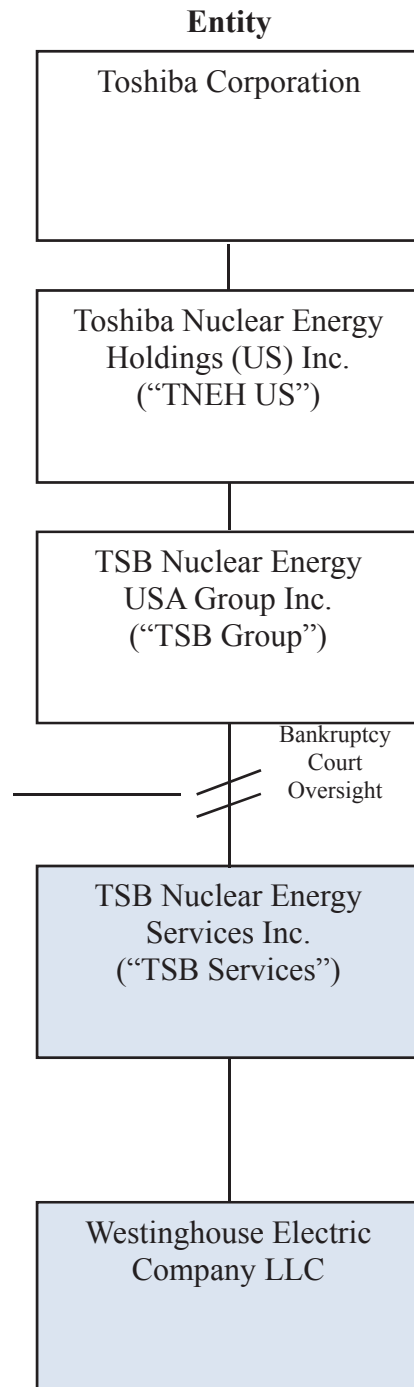 Entity
Toshiba Corporation
Toshiba Nuclear Energy
Holdings (US) Inc.
(“TNEH US”)
TSB Nuclear Energy
USA Group Inc.
(“TSB Group”)
Bankruptcy
Court
Oversight
TSB Nuclear Energy
Services Inc.
(“TSB Services”)
Westinghouse Electric
Company LLC